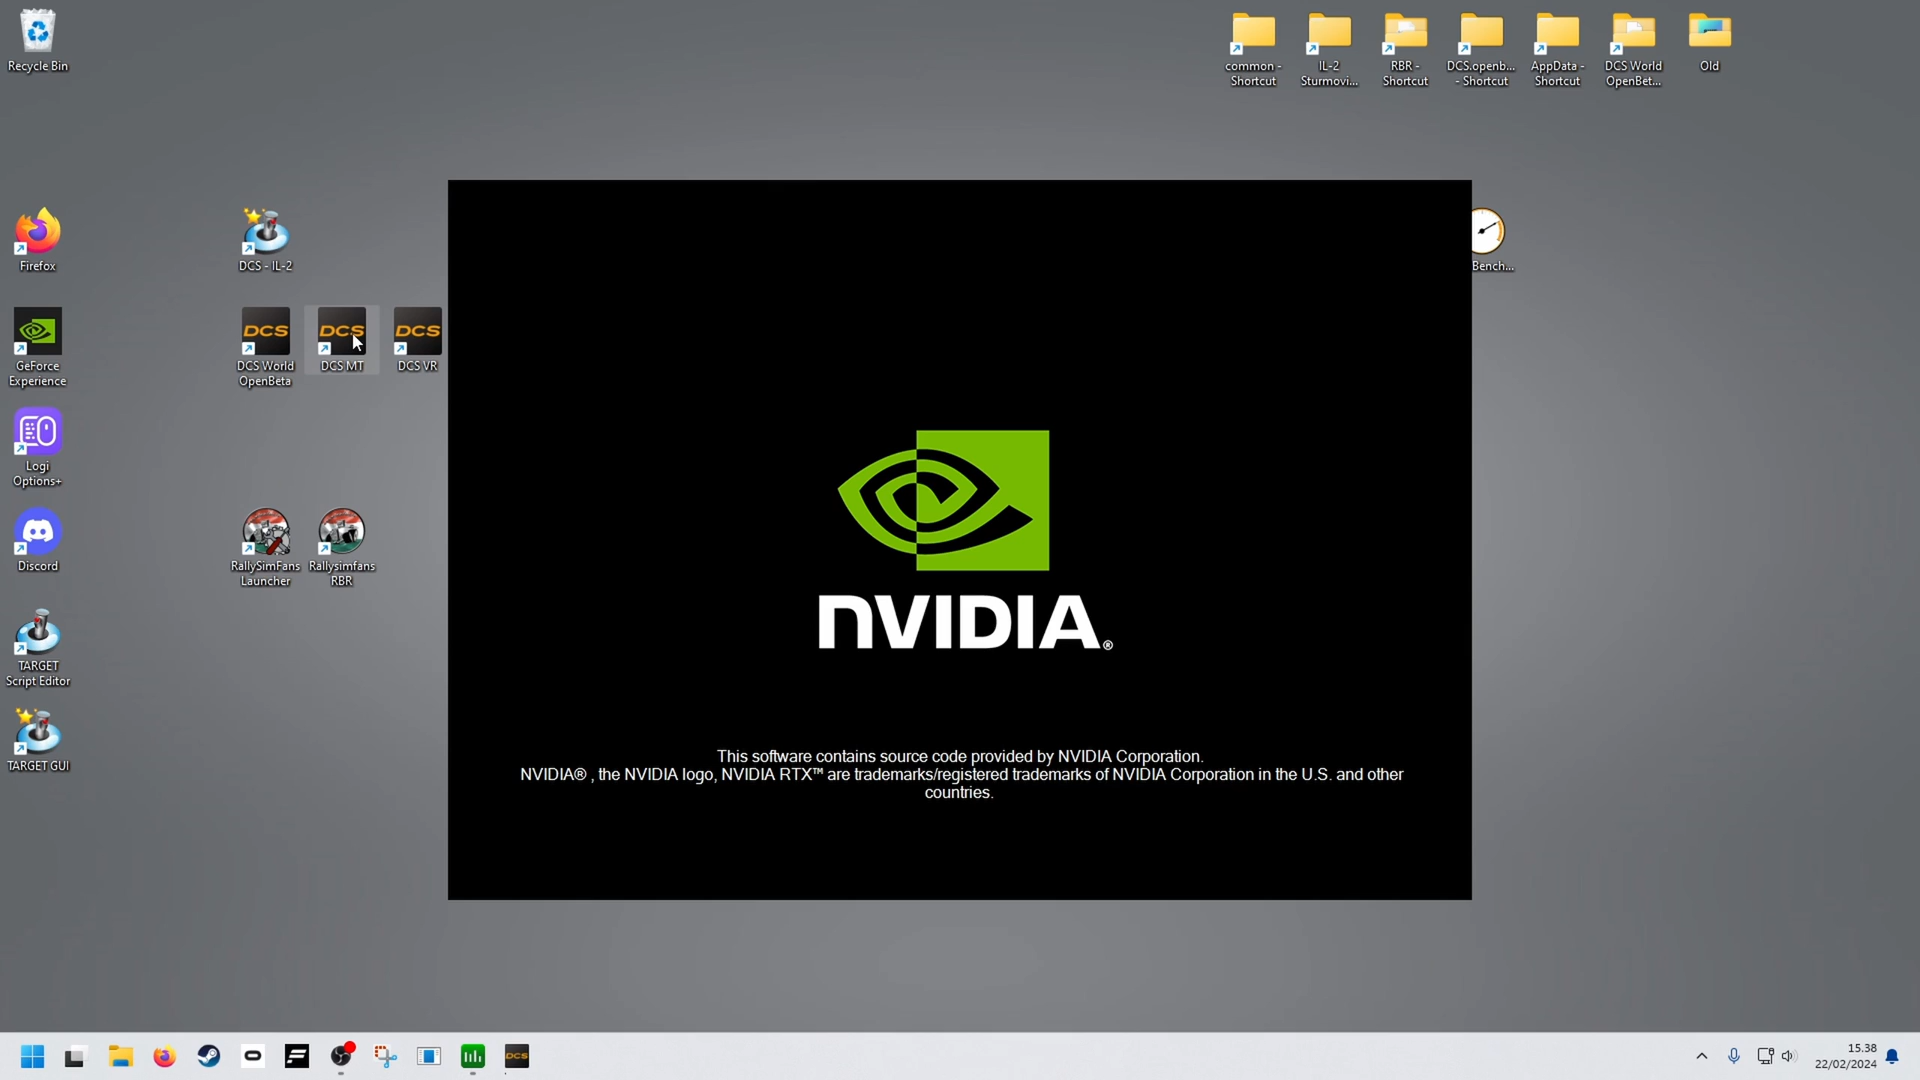 Recycle Bin
common -
Shortcut
IL-2
Sturmovi...
RBR -
Shortcut
DCS.openb...
- Shortcut
AppData -
Shortcut
DCS World
OpenBet...
Old
Firefox
DCS - IL-2
Bench...
GeForce
Experience
DCS
DCS World
OpenBeta
DCS
DCS MT
DCS
DCS VR
Logi
Options+
Discord
RallySimFans
Launcher
Rallysimfans
RBR
TARGET
Script Editor
TARGET GUI
NVIDIA®
This software contains source code provided by NVIDIA Corporation.
NVIDIA® , the NVIDIA logo, NVIDIA RTX™ are trademarks/registered trademarks of NVIDIA Corporation in the U.S. and other
countries.
DCS
15.38
22/02/2024